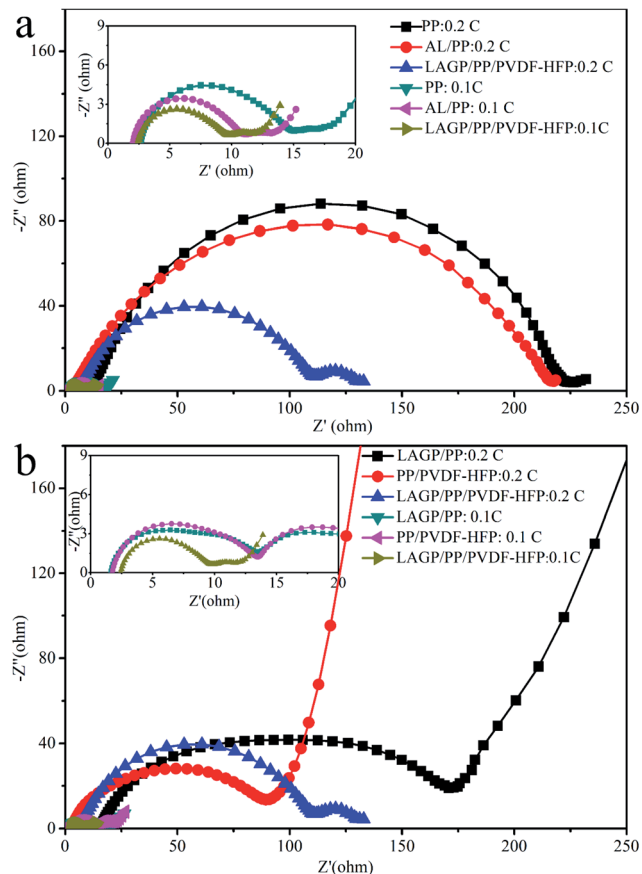 a
180
160
120
80
40
0
-Z'' (ohm)
0
50
100
150
200
250
Z' (ohm)
PP:0.2 C
AL/PP:0.2 C
LAGP/PP/PVDF-HFP:0.2 C
PP: 0.1C
AL/PP: 0.1 C
LAGP/PP/PVDF-HFP:0.1C
9
6
3
0
-Z'' (ohm)
0
5
10
15
20
Z' (ohm)
b
160
120
80
40
0
-Z''(ohm)
0
50
100
150
200
250
Z'(ohm)
LAGP/PP:0.2 C
PP/PVDF-HFP:0.2 C
LAGP/PP/PVDF-HFP:0.2 C
LAGP/PP: 0.1C
PP/PVDF-HFP: 0.1 C
LAGP/PP/PVDF-HFP:0.1C
9
6
3
0
-Z''(ohm)
0
5
10
15
20
Z'(ohm)